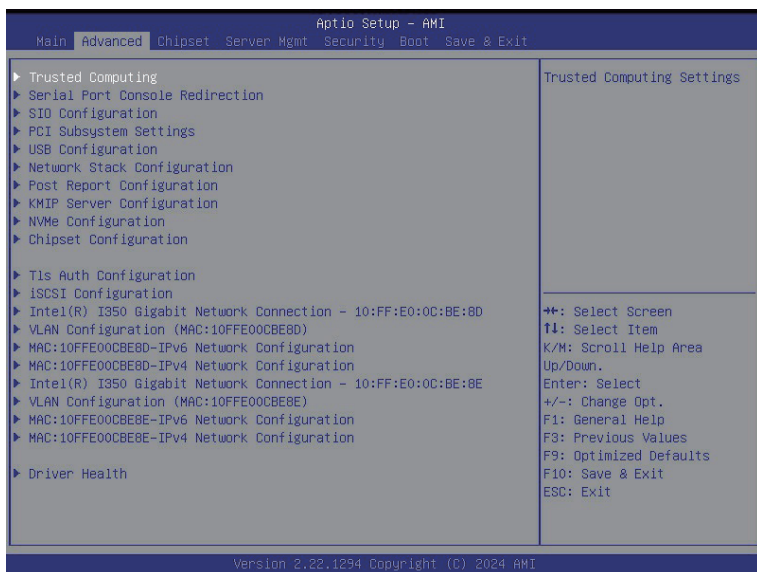 Aptio Setup – AMI
Main Advanced Chipset Server Mgmt Security Boot Save & Exit
Trusted Computing
Serial Port Console Redirection
SIO Configuration
PCI Subsystem Settings
USB Configuration
Network Stack Configuration
Post Report Configuration
KMIP Server Configuration
NVMe Configuration
Chipset Configuration
Tls Auth Configuration
iSCSI Configuration
Intel(R) I350 Gigabit Network Connection – 10:FF:E0:0C:BE:8D
VLAN Configuration (MAC:10FFE00CBE8D)
MAC:10FFE00CBE8D-IPv6 Network Configuration
MAC:10FFE00CBE8D-IPv4 Network Configuration
Intel(R) I350 Gigabit Network Connection – 10:FF:E0:0C:BE:8E
VLAN Configuration (MAC:10FFE00CBE8E)
MAC:10FFE00CBE8E-IPv6 Network Configuration
MAC:10FFE00CBE8E-IPv4 Network Configuration
Driver Health
Trusted Computing Settings
→←: Select Screen
↑↓: Select Item
K/M: Scroll Help Area
Up/Down.
Enter: Select
+/-: Change Opt.
F1: General Help
F3: Previous Values
F9: Optimized Defaults
F10: Save & Exit
ESC: Exit
Version 2.22.1294 Copyright (C) 2024 AMI